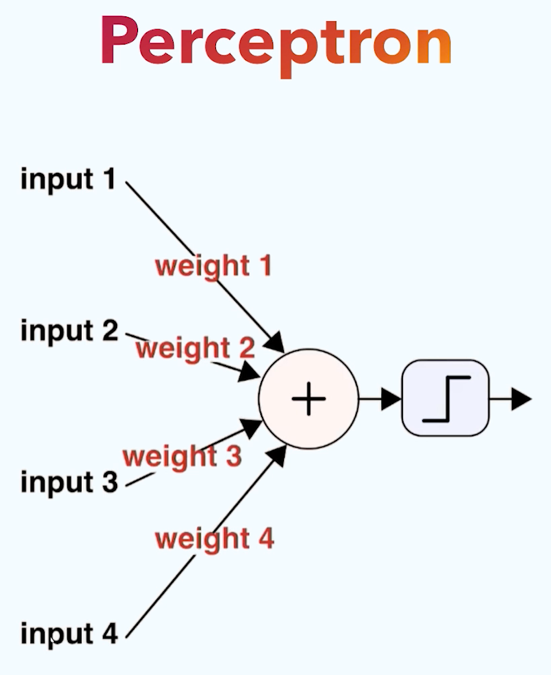 Perceptron
input 1
weight 1
input 2
weight 2
+
input 3
weight 3
weight 4
input 4